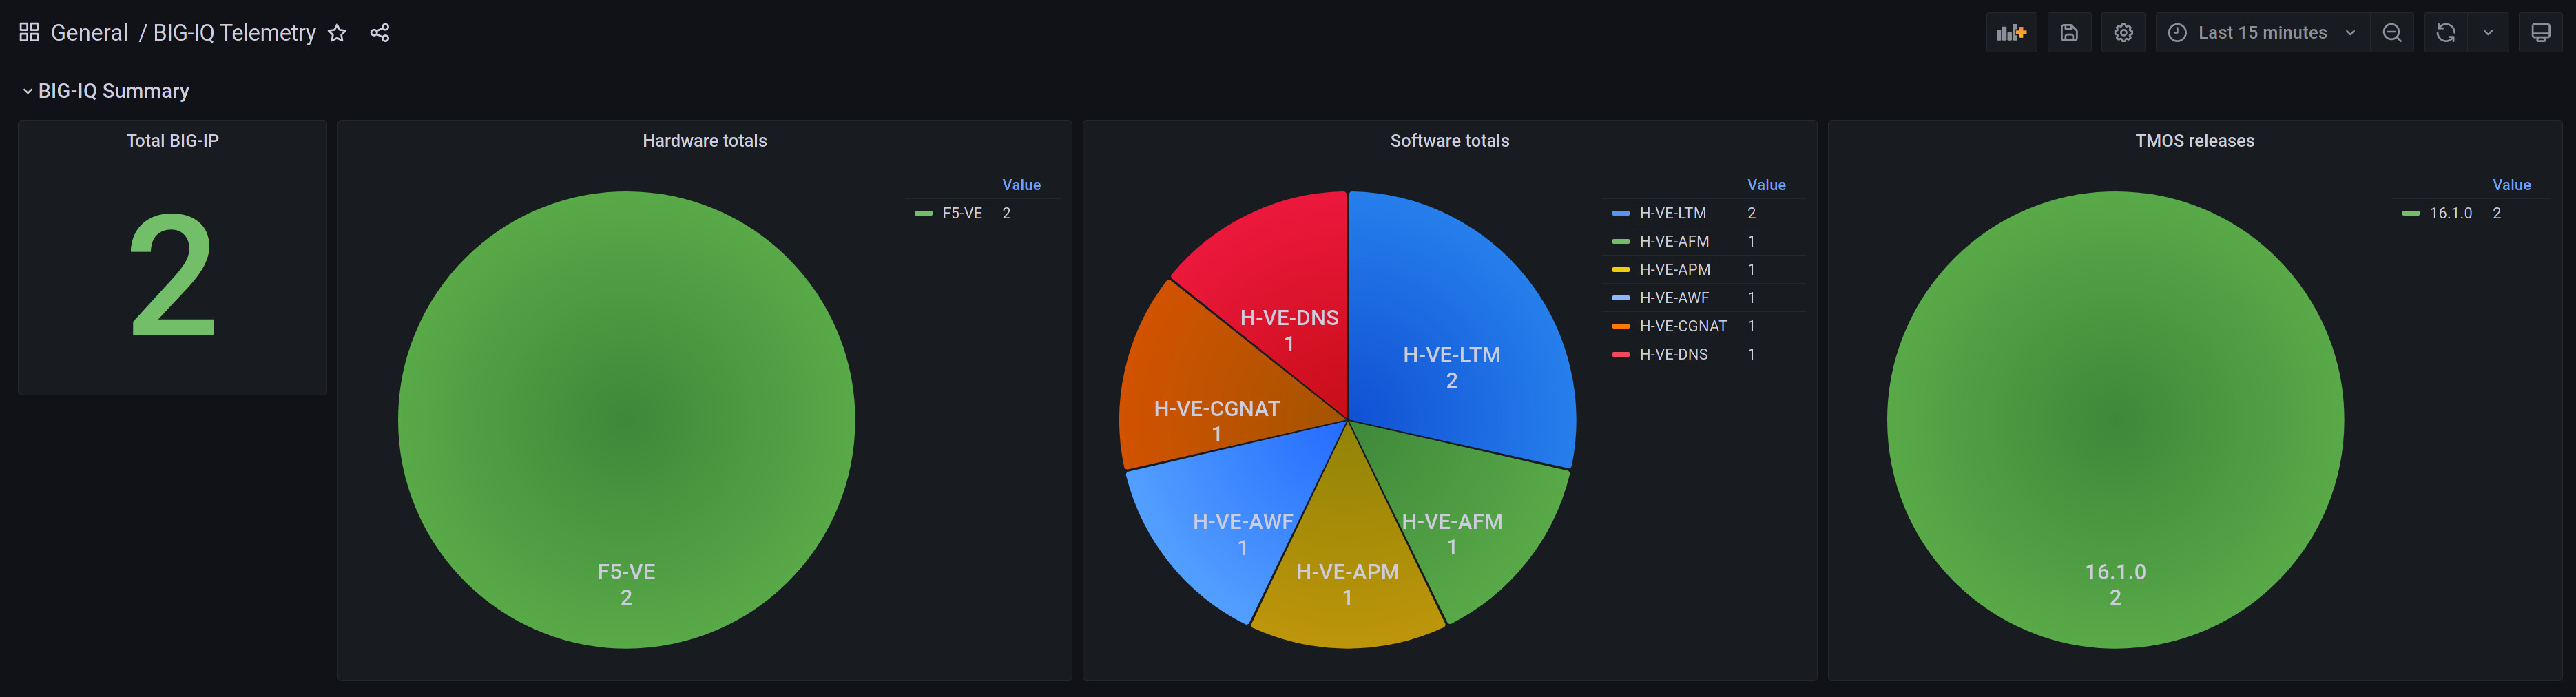 General / BIG-IQ Telemetry
Last 15 minutes
BIG-IQ Summary
Total BIG-IP
2
Hardware totals
Value
F5-VE 2
F5-VE
2
Software totals
Value
H-VE-LTM 2
H-VE-AFM 1
H-VE-APM 1
H-VE-AWF 1
H-VE-CGNAT 1
H-VE-DNS 1
H-VE-DNS
1
H-VE-LTM
2
H-VE-CGNAT
1
H-VE-AWF
1
H-VE-AFM
1
H-VE-APM
1
TMOS releases
Value
16.1.0 2
16.1.0
2